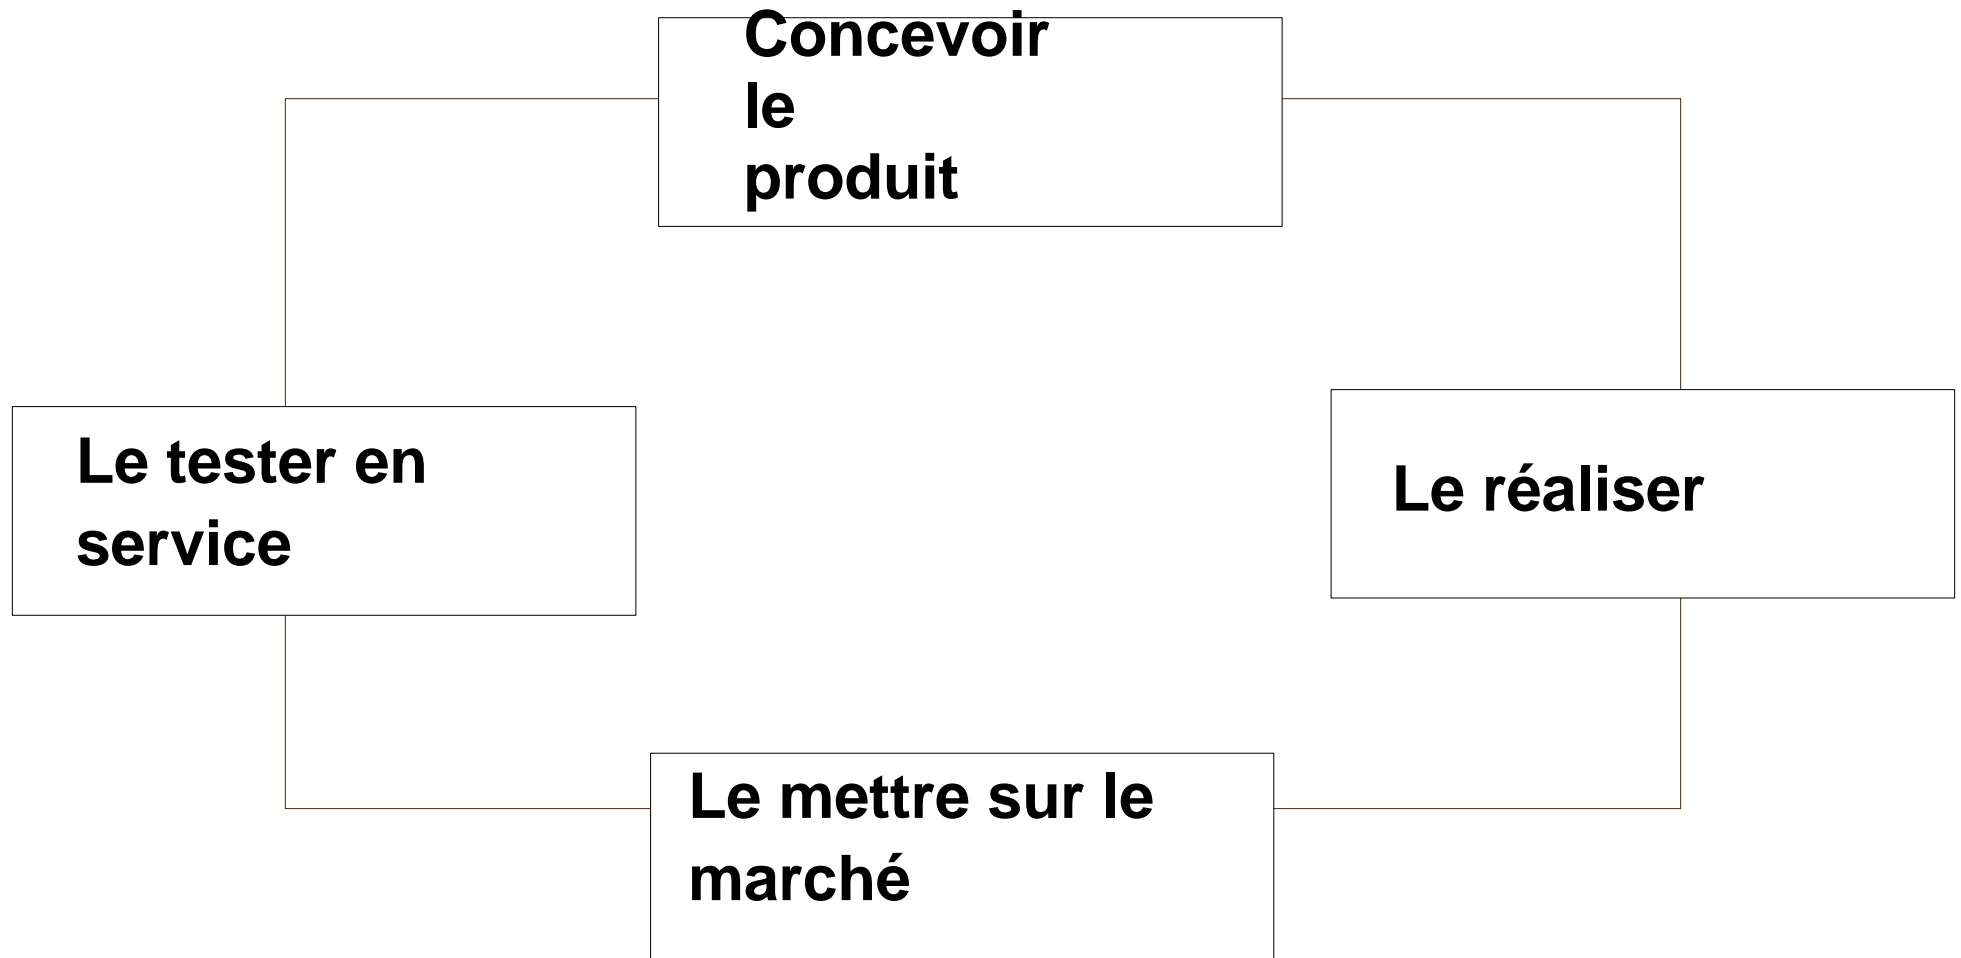 Concevoir
le
produit
Le tester en
service
Le réaliser
Le mettre sur le
marché